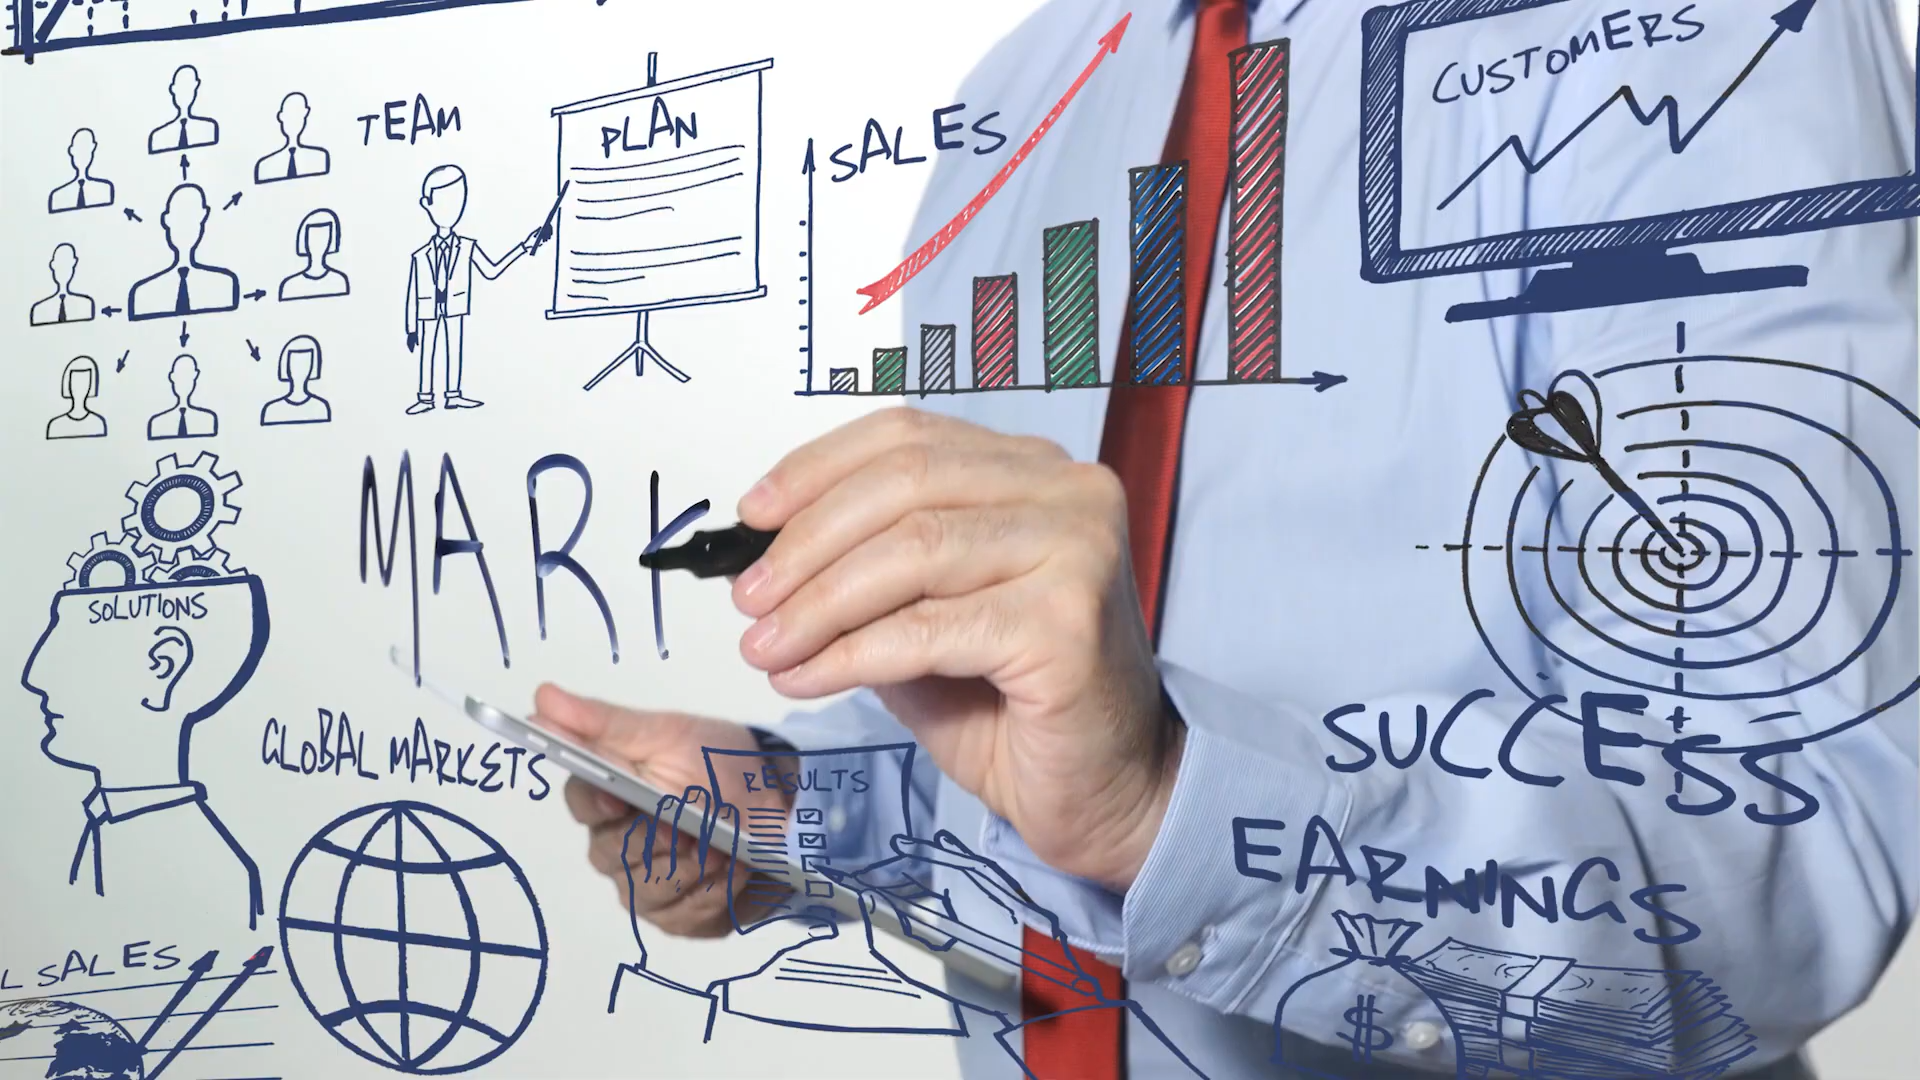 TEAM
PLAN
SALES
CUSTOMERS
MARK
SOLUTIONS
GLOBAL MARKETS
RESULTS
SUCCESS
EARNINGS
L SALES
$